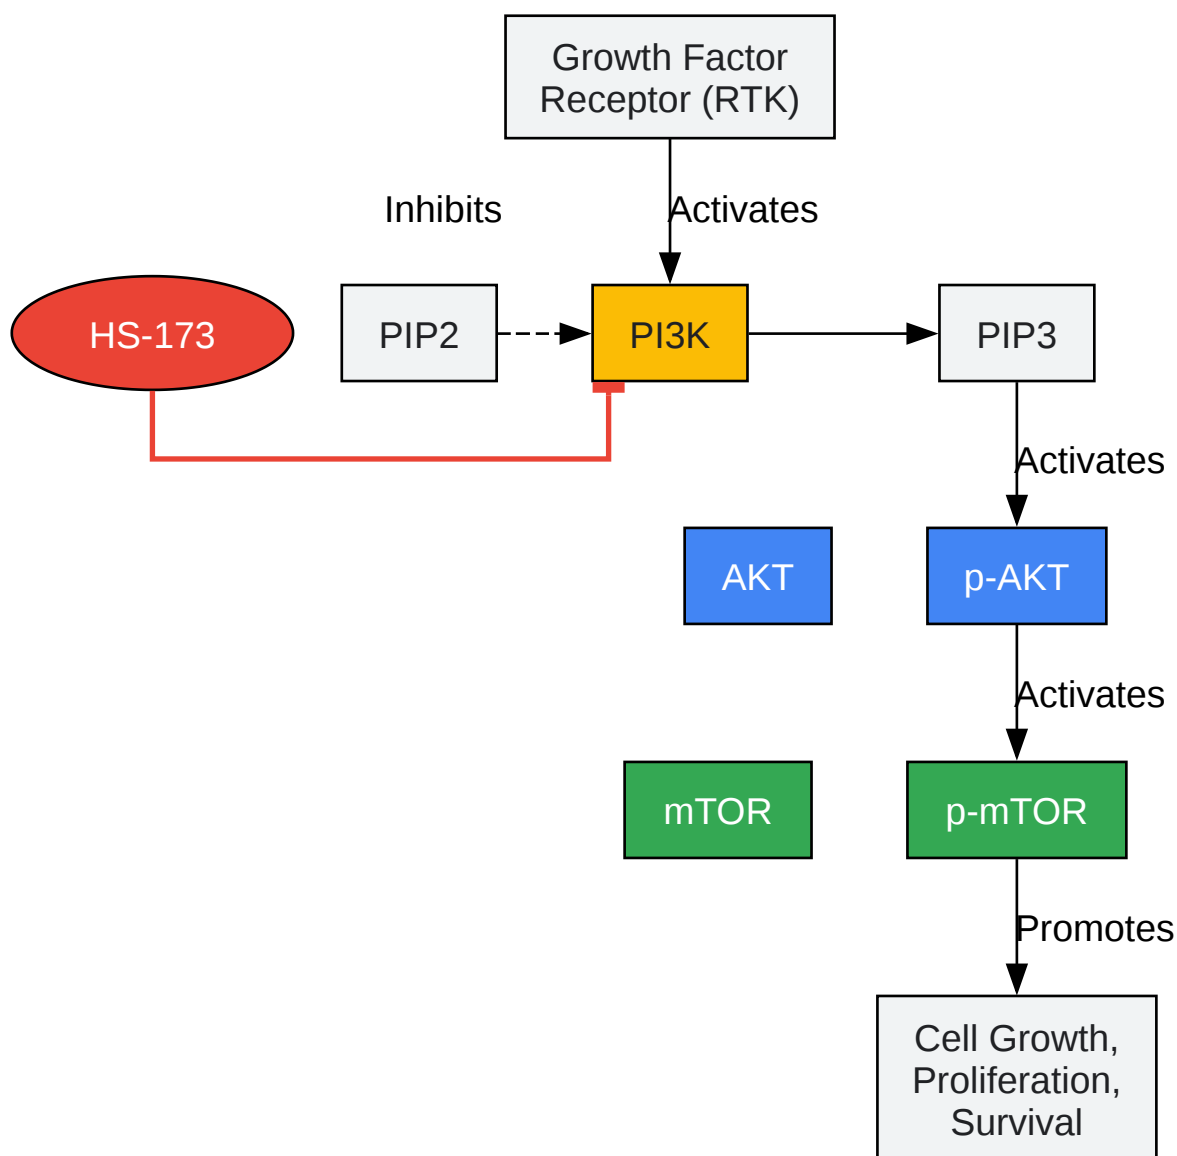 Growth Factor
Receptor (RTK)
Inhibits
Activates
HS-173
PIP2
PI3K
PIP3
Activates
AKT
p-AKT
Activates
mTOR
p-mTOR
Promotes
Cell Growth,
Proliferation,
Survival